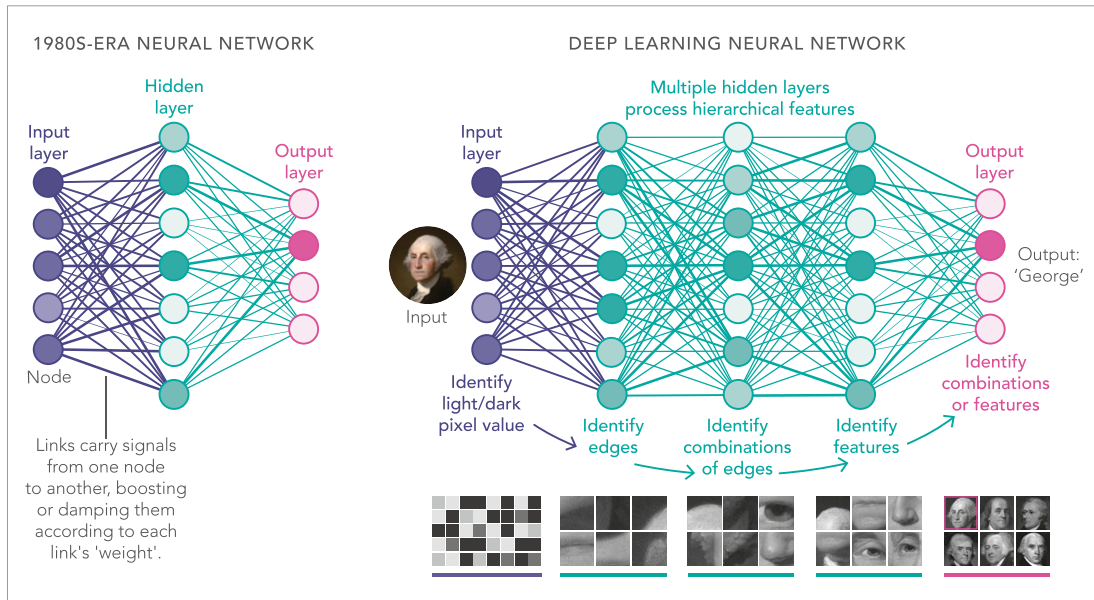 1980S-ERA NEURAL NETWORK
Hidden
layer
Input
layer
Output
layer
Node
Links carry signals
from one node
to another, boosting
or damping them
according to each
link's 'weight'.
DEEP LEARNING NEURAL NETWORK
Multiple hidden layers
process hierarchical features
Input
layer
Output
layer
Input
Output:
‘George’
Identify
light/dark
pixel value
Identify
edges
Identify
combinations
of edges
Identify
features
Identify
combinations
or features